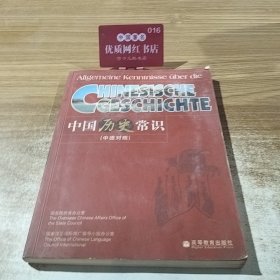 016
优质网红书店
Allgemeine Kenntnisse über die
CHINESISCHE
GESCHICHTE
中国历史常识
(中德对照)
国务院侨务办公室
The Overseas Chinese Affairs Office of
the State Council
国家汉语国际推广领导小组办公室
The Office of Chinese Language
Council International
高等教育出版社